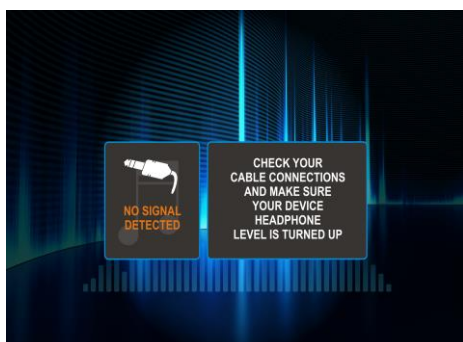 NO SIGNAL
DETECTED
CHECK YOUR
CABLE CONNECTIONS
AND MAKE SURE
YOUR DEVICE
HEADPHONE
LEVEL IS TURNED UP